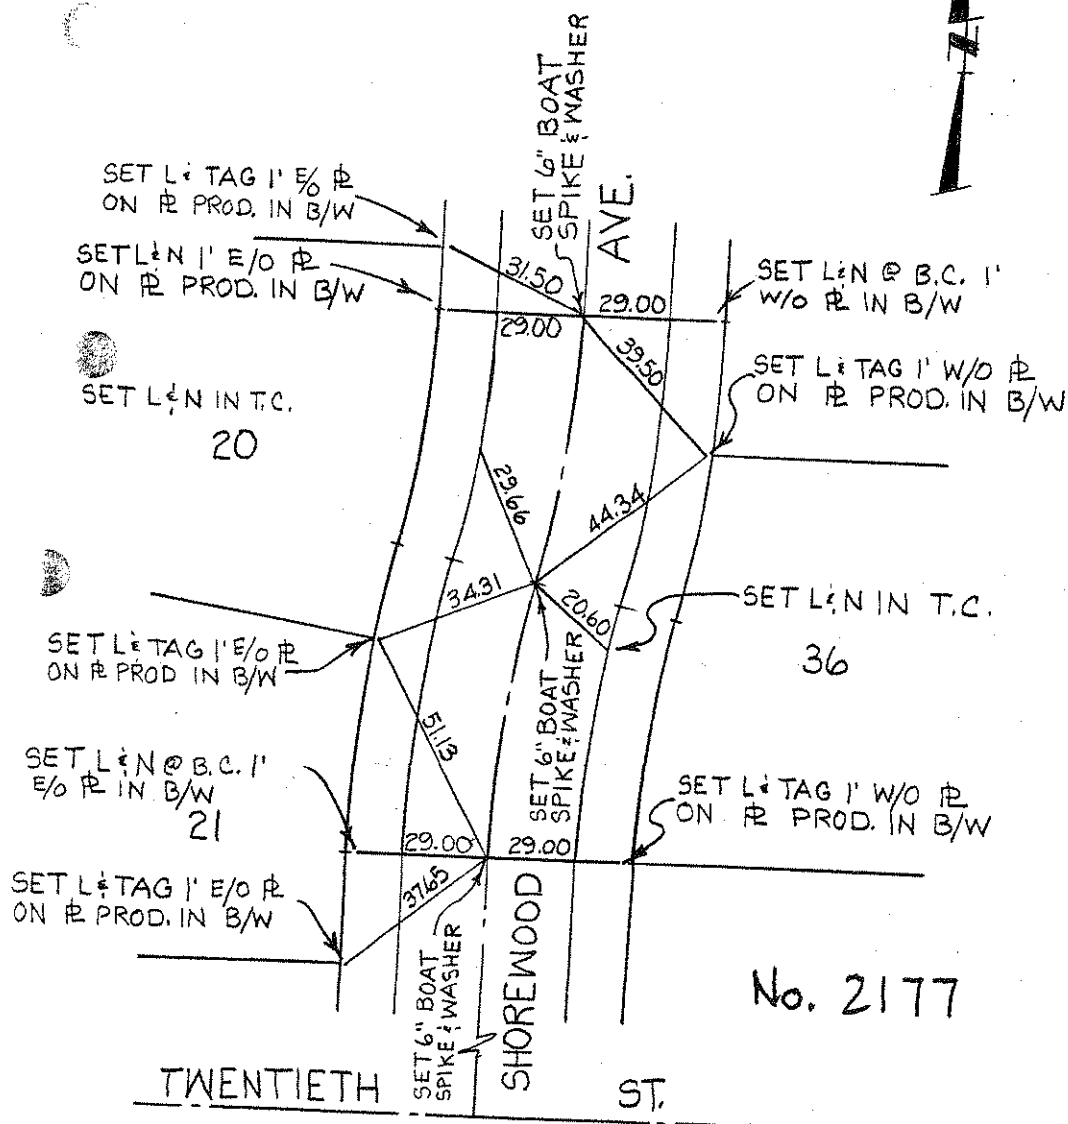 N
SET 6" BOAT
SPIKE & WASHER
AVE.
SET L & TAG 1' E/O ⅊
ON ⅊ PROD. IN B/W
SET L & N 1' E/O ⅊
ON ⅊ PROD. IN B/W
31.50
29.00
29.00
SET L & N @ B.C. 1'
W/O ⅊ IN B/W
39.50
SET L & TAG 1' W/O ⅊
ON ⅊ PROD. IN B/W
SET L & N IN T.C.
20
29.66
44.34
34.31
20.60
SET L & N IN T.C.
36
SET L & TAG 1' E/O ⅊
ON ⅊ PROD IN B/W
51.13
SET 6" BOAT
SPIKE & WASHER
SET L & N @ B.C. 1'
E/O ⅊ IN B/W
21
29.00
29.00
SET L & TAG 1' W/O ⅊
ON ⅊ PROD. IN B/W
SET L & TAG 1' E/O ⅊
ON ⅊ PROD. IN B/W
37.65
SET 6" BOAT
SPIKE & WASHER
SHOREWOOD
No. 2177
TWENTIETH ST.